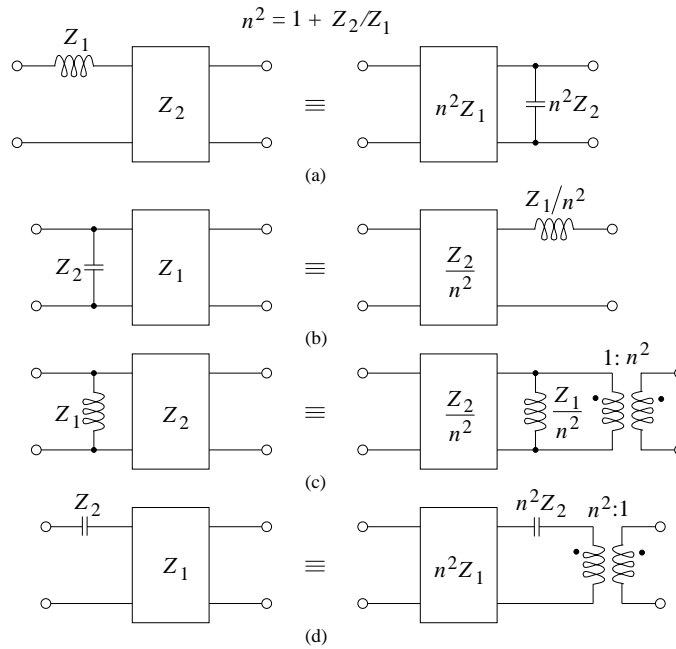 n² = 1 + Z₂/Z₁
Z₁
Z₂
≡
n²Z₁
n²Z₂
(a)
Z₂
Z₁
≡
Z₂/n²
Z₁/n²
(b)
Z₁
Z₂
≡
Z₂/n²
Z₁/n²
1: n²
(c)
Z₂
Z₁
≡
n²Z₁
n²Z₂
n²:1
(d)